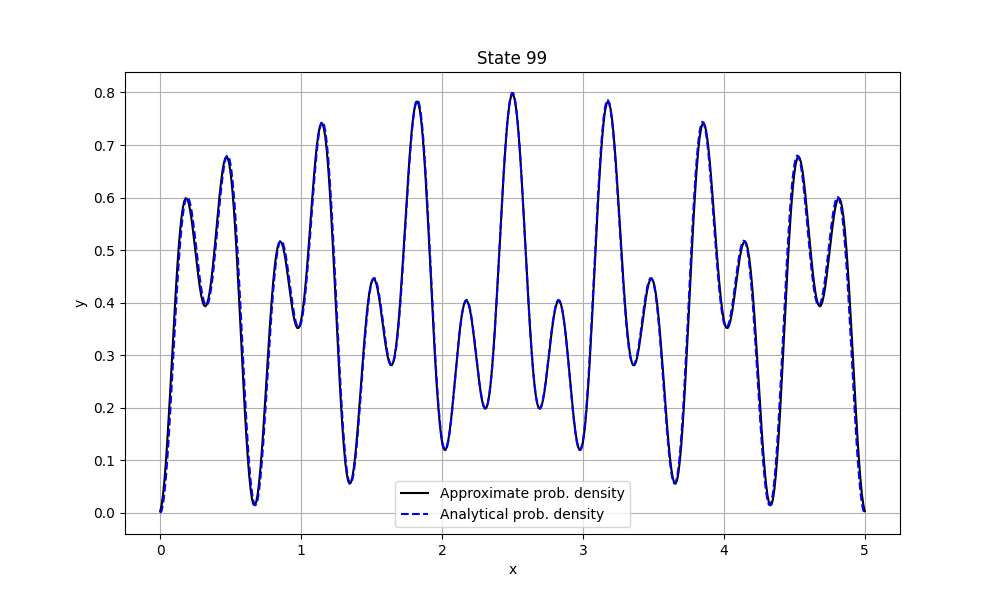 State 99
0.8
0.7
0.6
0.5
0.4
0.3
0.2
0.1
0.0
y
Approximate prob. density
Analytical prob. density
0 1 2 3 4 5
x